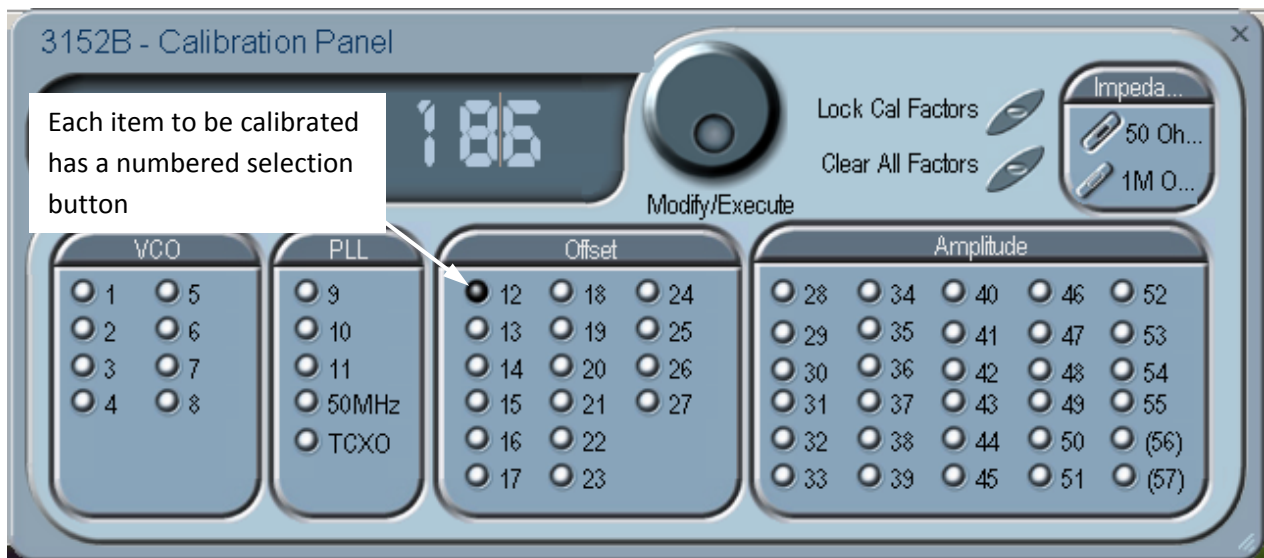 3152B - Calibration Panel
Each item to be calibrated
has a numbered selection
button
186
Modify/Execute
Lock Cal Factors
Clear All Factors
Impeda...
50 Oh...
1M O...
VCO
1 5
2 6
3 7
4 8
PLL
9
10
11
50MHz
TCXO
Offset
12 18 24
13 19 25
14 20 26
15 21 27
16 22
17 23
Amplitude
28 34 40 46 52
29 35 41 47 53
30 36 42 48 54
31 37 43 49 55
32 38 44 50 (56)
33 39 45 51 (57)